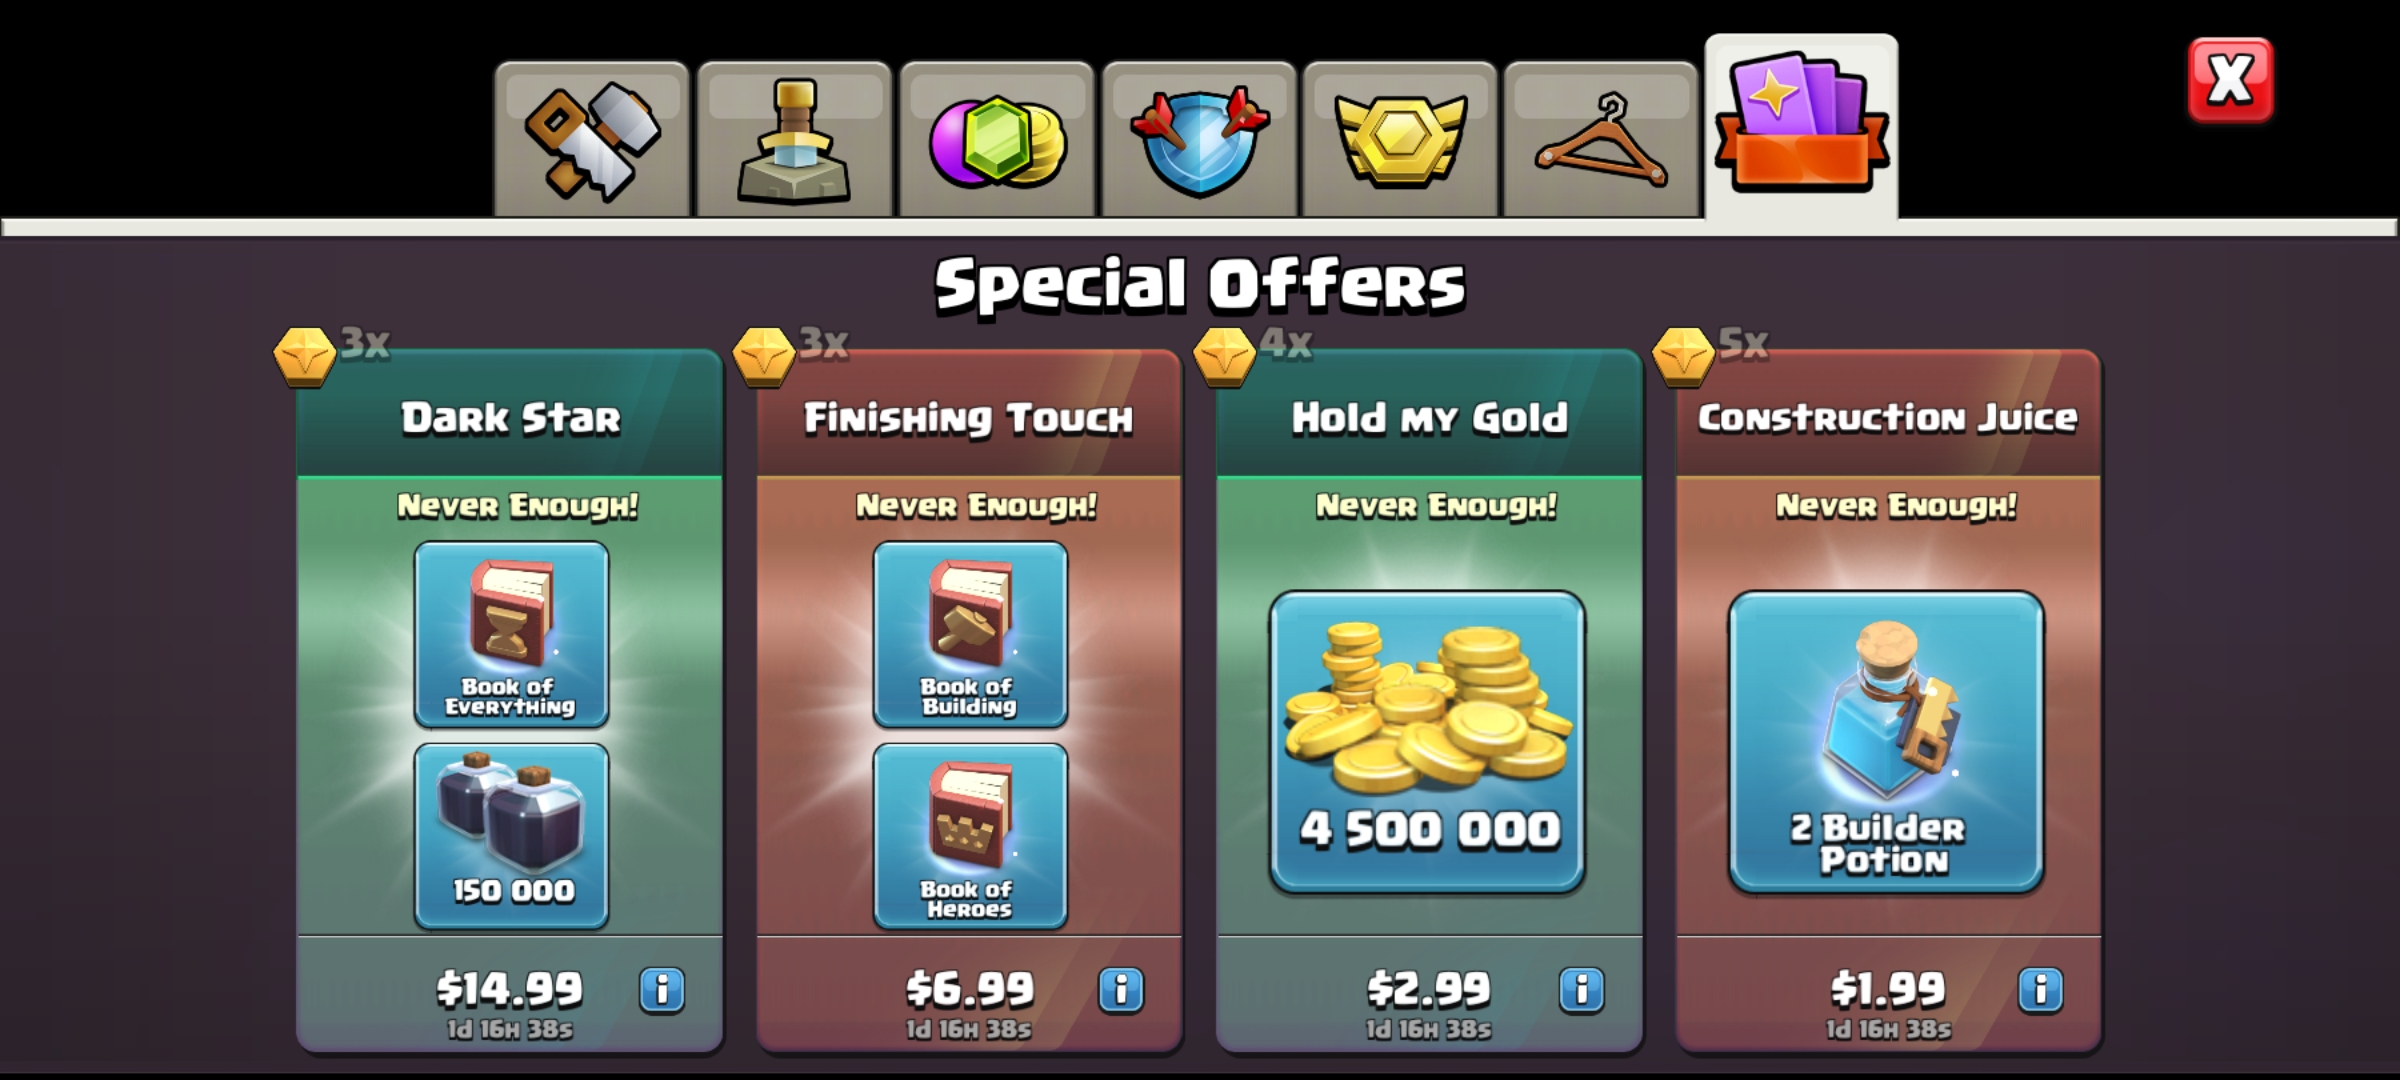 X
Special Offers
3x
Dark Star
Never Enough!
Book of
Everything
150 000
$14.99
i
1d 16H 38s
3x
Finishing Touch
Never Enough!
Book of
Building
Book of
Heroes
$6.99
i
1d 16H 38s
4x
Hold my Gold
Never Enough!
4 500 000
$2.99
i
1d 16H 38s
5x
Construction Juice
Never Enough!
2 Builder
Potion
$1.99
i
1d 16H 38s